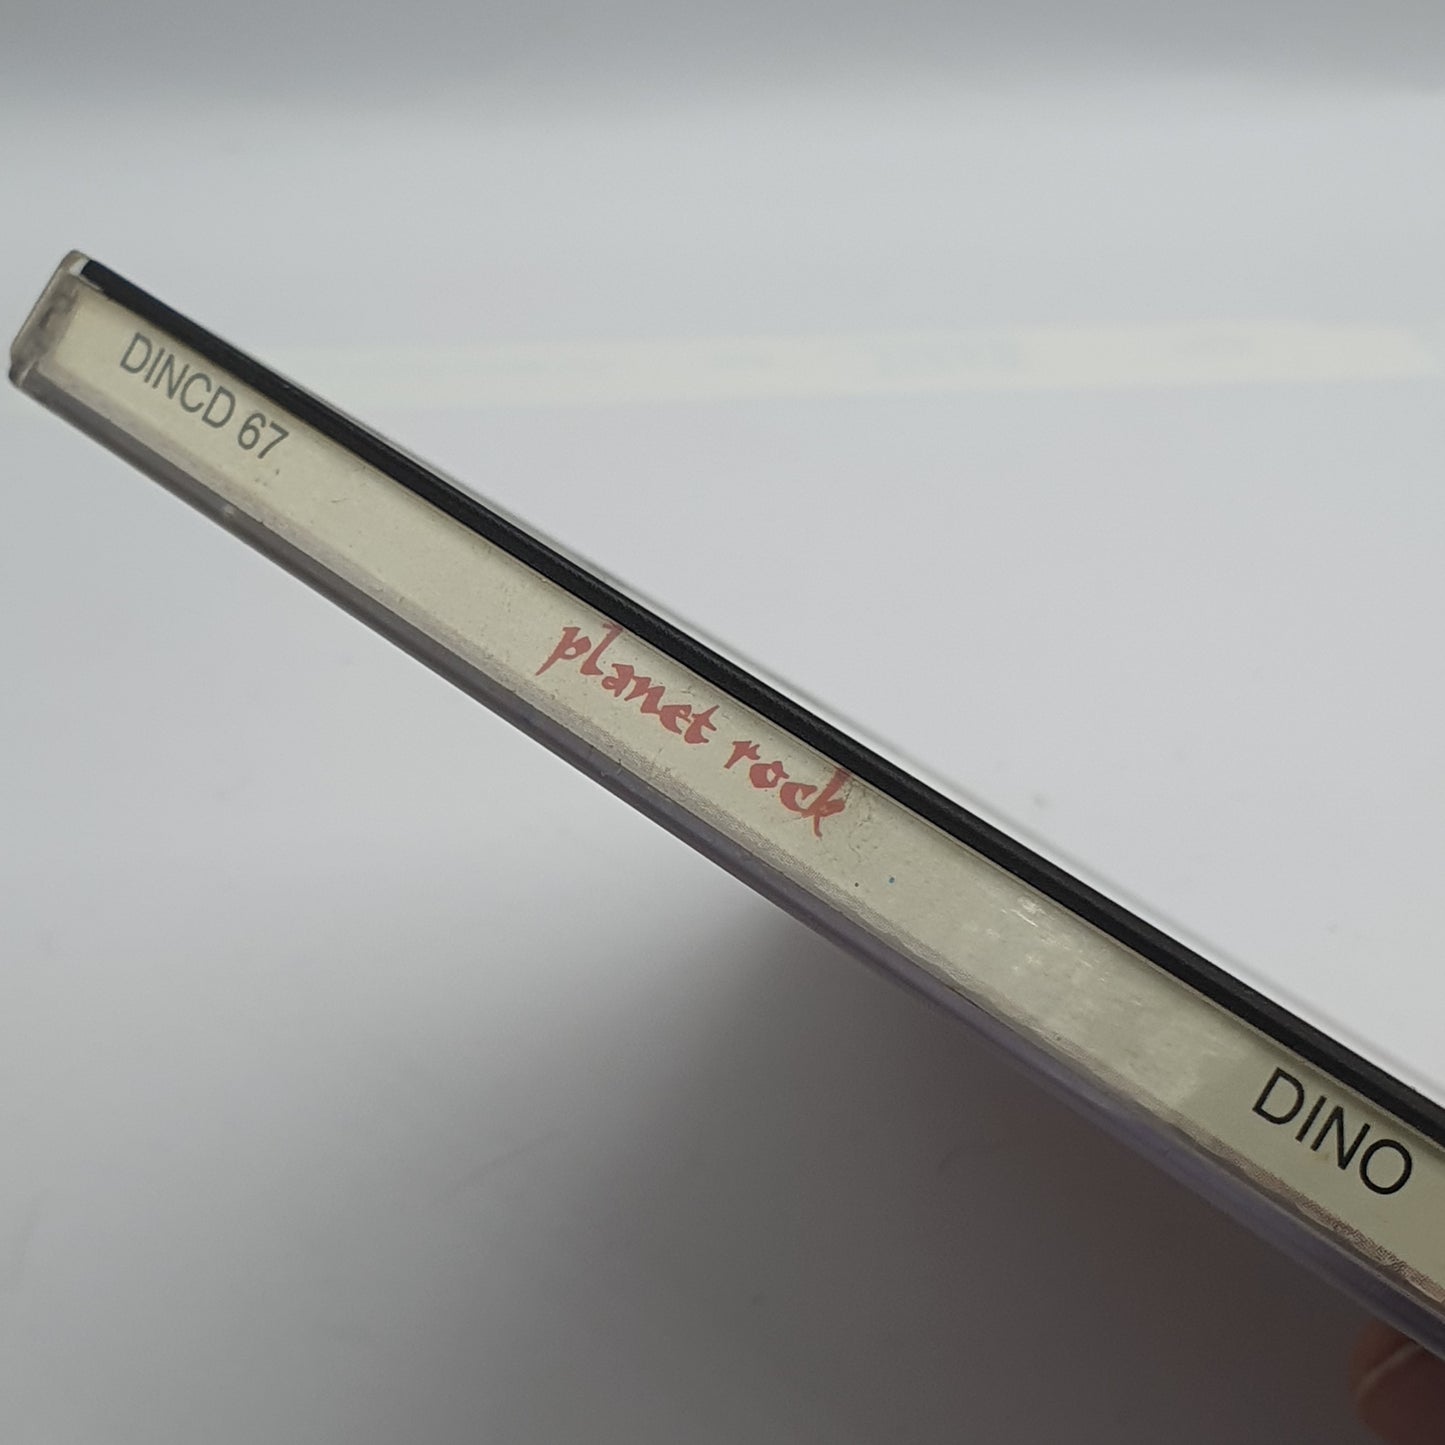 DINCD 67
planet rock
DINO